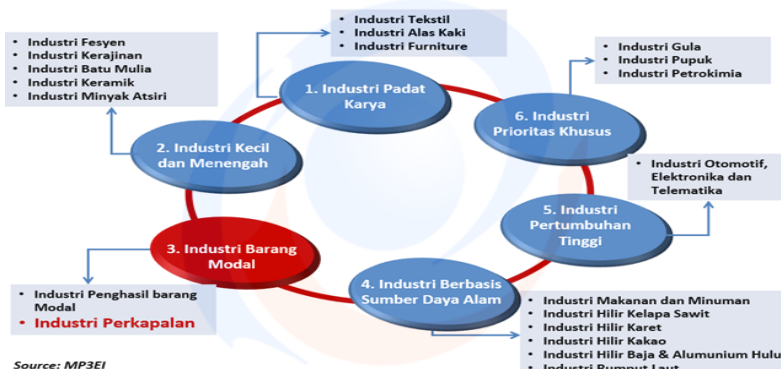 • Industri Tekstil
• Industri Alas Kaki
• Industri Furniture
1. Industri Padat
Karya
• Industri Fesyen
• Industri Kerajinan
• Industri Batu Mulia
• Industri Keramik
• Industri Minyak Atsiri
2. Industri Kecil
dan Menengah
3. Industri Barang
Modal
• Industri Penghasil barang
Modal
• Industri Perkapalan
4. Industri Berbasis
Sumber Daya Alam
• Industri Makanan dan Minuman
• Industri Hilir Kelapa Sawit
• Industri Hilir Karet
• Industri Hilir Kakao
• Industri Hilir Baja & Alumunium Hulu
• Industri Rumput Laut
5. Industri
Pertumbuhan
Tinggi
• Industri Otomotif,
Elektronika dan
Telematika
6. Industri
Prioritas Khusus
• Industri Gula
• Industri Pupuk
• Industri Petrokimia
Source: MP3EI